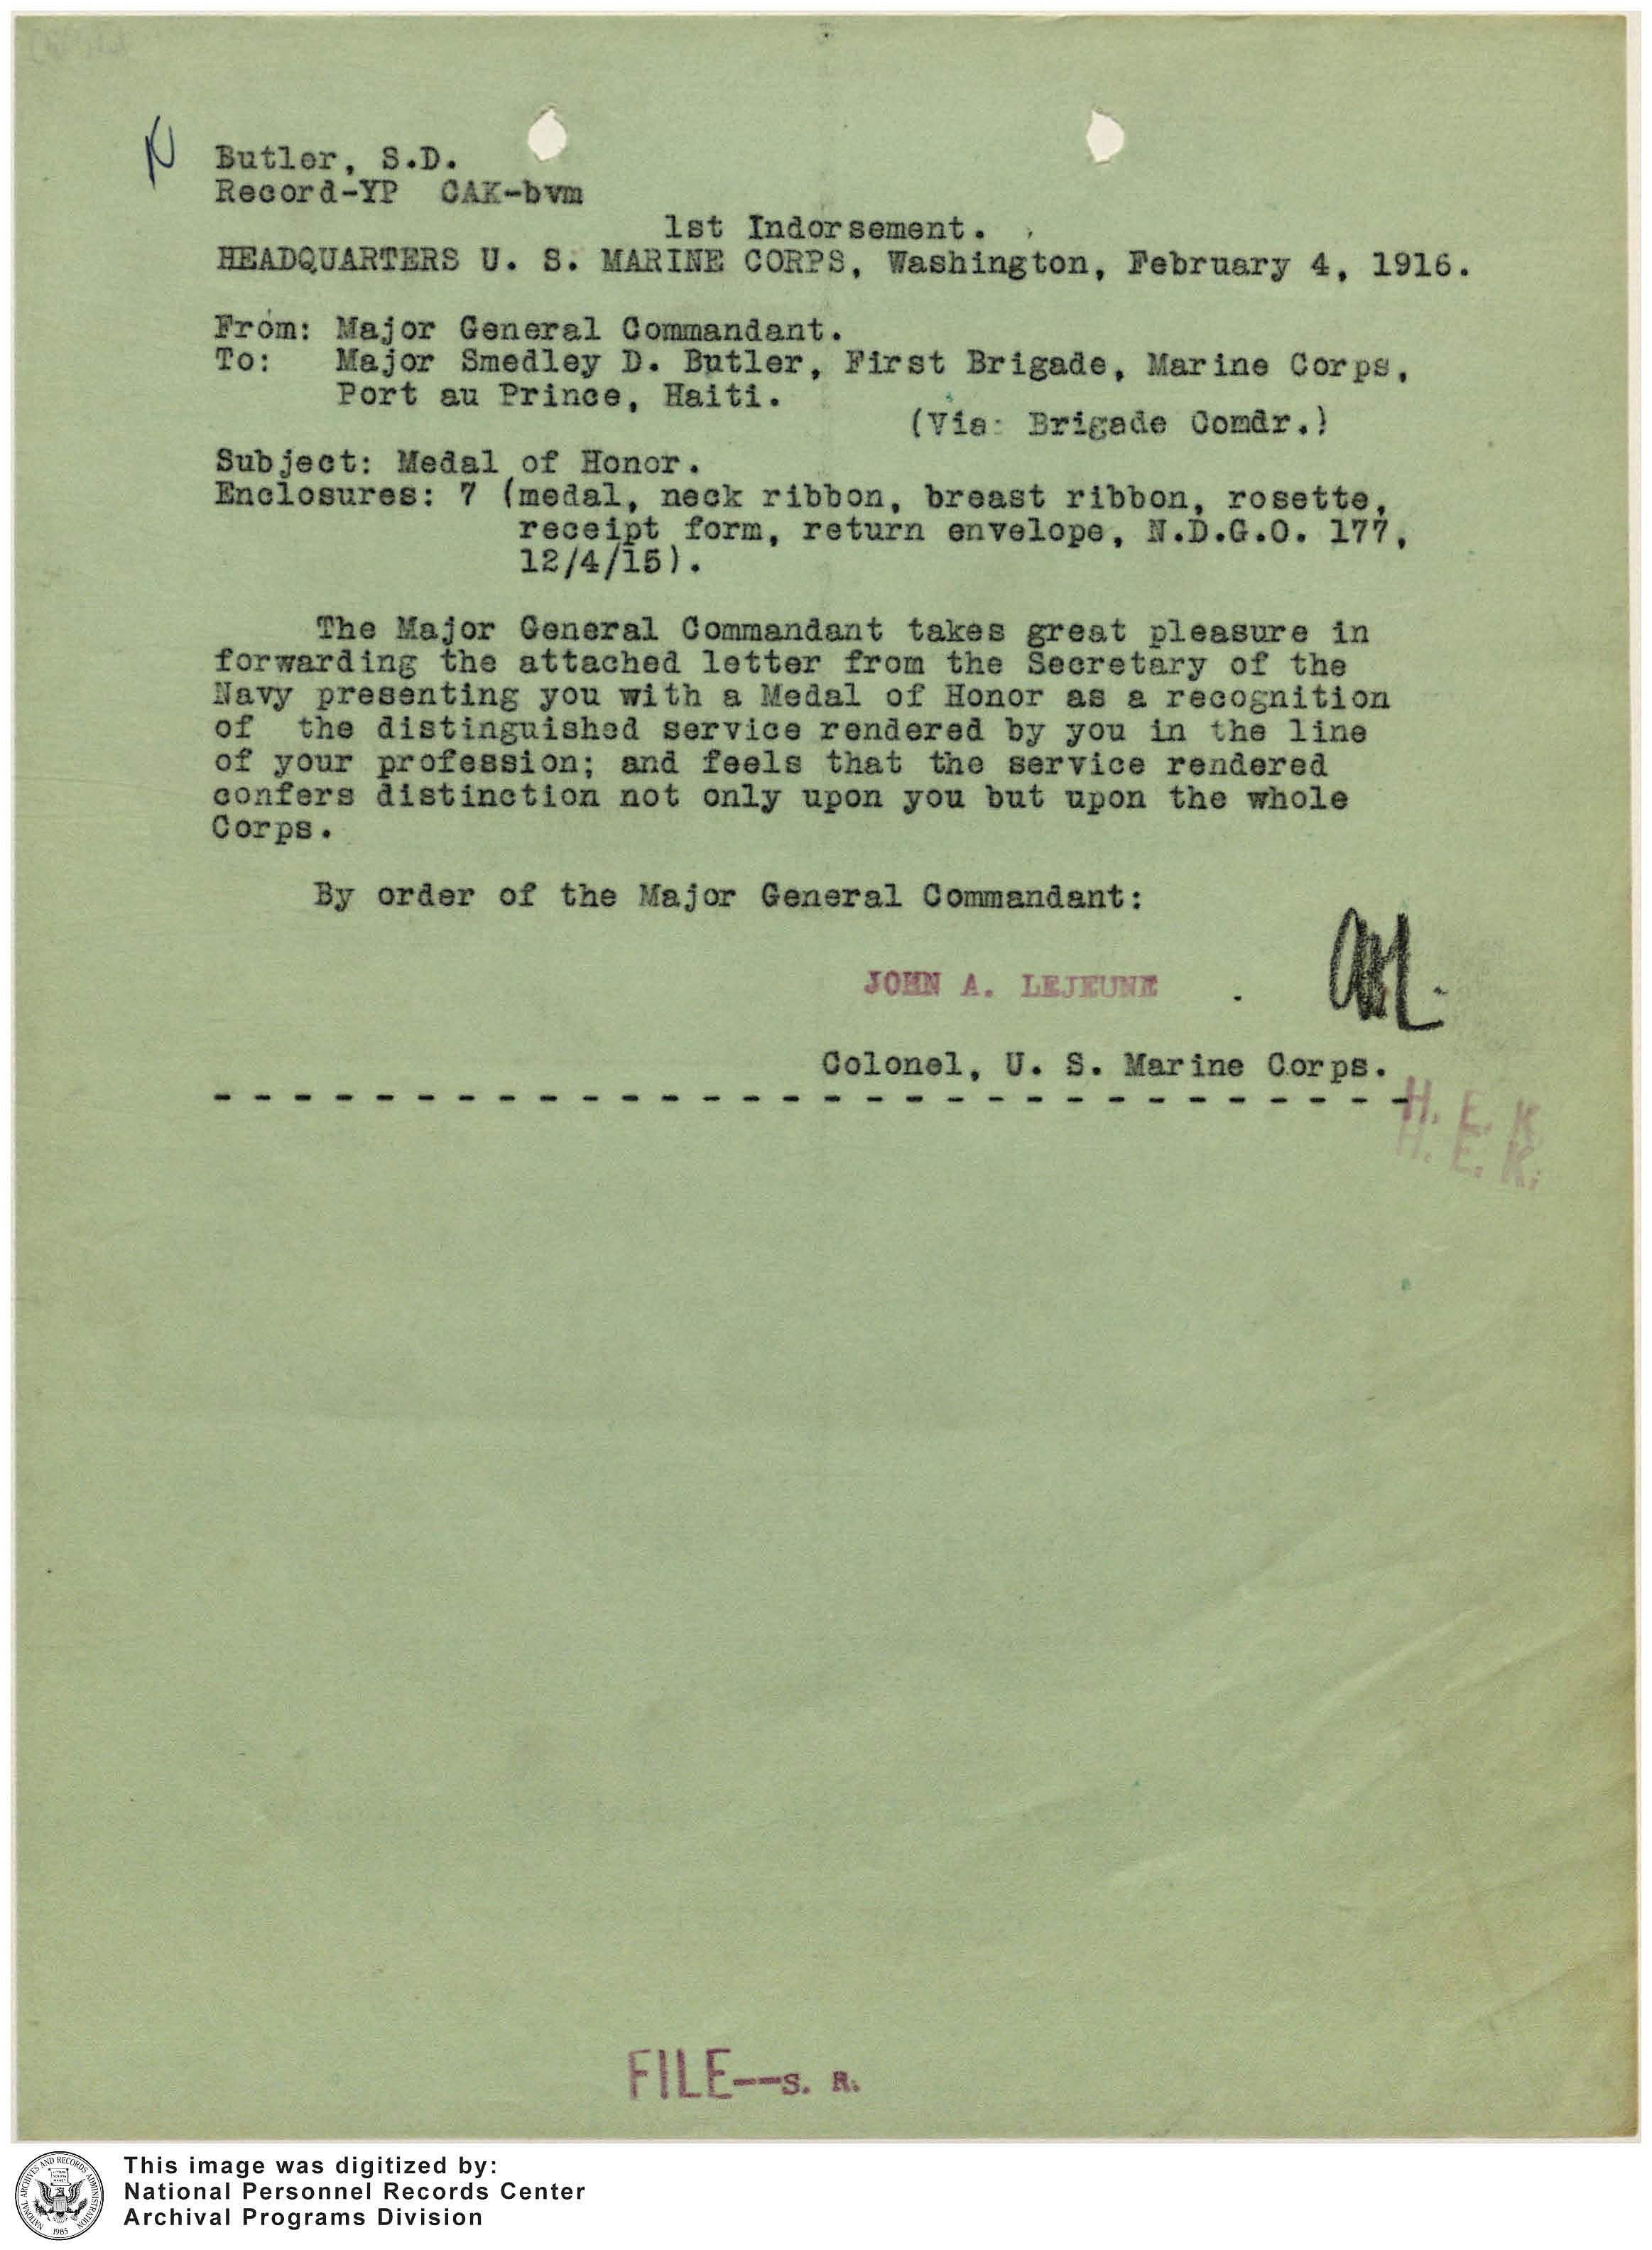 Butler, S.D.
Record-YP CAK-bvm
1st Indorsement.
HEADQUARTERS U. S. MARINE CORPS, Washington, February 4, 1916.
From: Major General Commandant.
To: Major Smedley D. Butler, First Brigade, Marine Corps,
Port au Prince, Haiti.
(Via: Brigade Comdr.)
Subject: Medal of Honor.
Enclosures: 7 (medal, neck ribbon, breast ribbon, rosette,
receipt form, return envelope, N.D.G.O. 177,
12/4/15).
The Major General Commandant takes great pleasure in
forwarding the attached letter from the Secretary of the
Navy presenting you with a Medal of Honor as a recognition
of the distinguished service rendered by you in the line
of your profession; and feels that the service rendered
confers distinction not only upon you but upon the whole
Corps.
By order of the Major General Commandant:
JOHN A. LEJEUNE
Colonel, U. S. Marine Corps.
H. E. K
H. E. K.
FILE--S. R.
This image was digitized by:
National Personnel Records Center
Archival Programs Division
NATIONAL ARCHIVES AND RECORDS ADMINISTRATION
1985